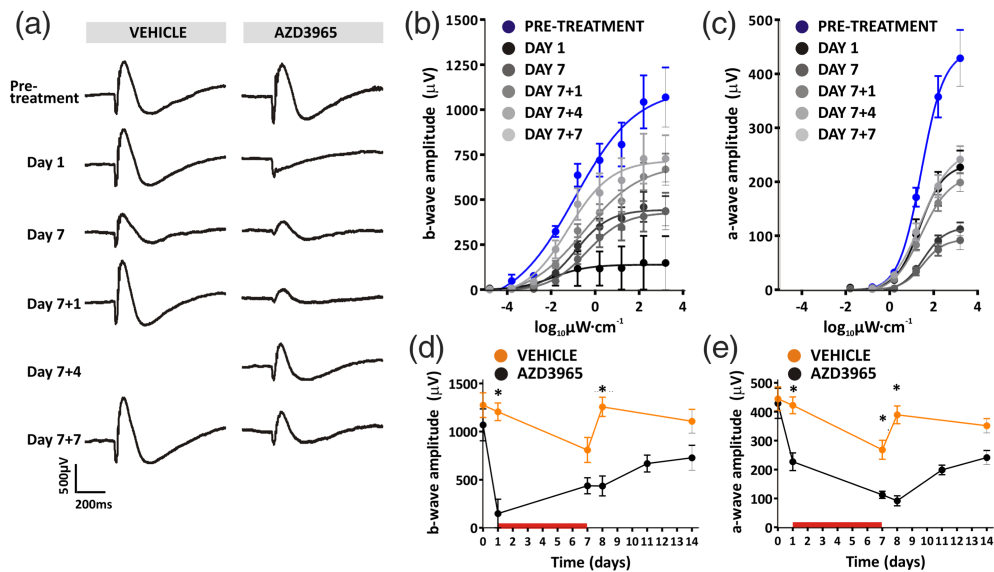 (a)
VEHICLE AZD3965
Pre-
treatment
Day 1
Day 7
Day 7+1
Day 7+4
Day 7+7
500µV
200ms
(b)
PRE-TREATMENT
DAY 1
DAY 7
DAY 7+1
DAY 7+4
DAY 7+7
b-wave amplitude (µV)
1500
1250
1000
750
500
250
0
-4 -2 0 2 4
log₁₀µW·cm⁻¹
(c)
PRE-TREATMENT
DAY 1
DAY 7
DAY 7+1
DAY 7+4
DAY 7+7
a-wave amplitude (µV)
500
400
300
200
100
0
-4 -2 0 2 4
log₁₀µW·cm⁻¹
(d)
VEHICLE
AZD3965
b-wave amplitude (µV)
1500
1000
500
0
* *
0 1 2 3 4 5 6 7 7 8 9 10 11 12 13 14
Time (days)
(e)
VEHICLE
AZD3965
a-wave amplitude (µV)
500
400
300
200
100
0
* * *
0 1 2 3 4 5 6 7 7 8 9 10 11 12 13 14
Time (days)